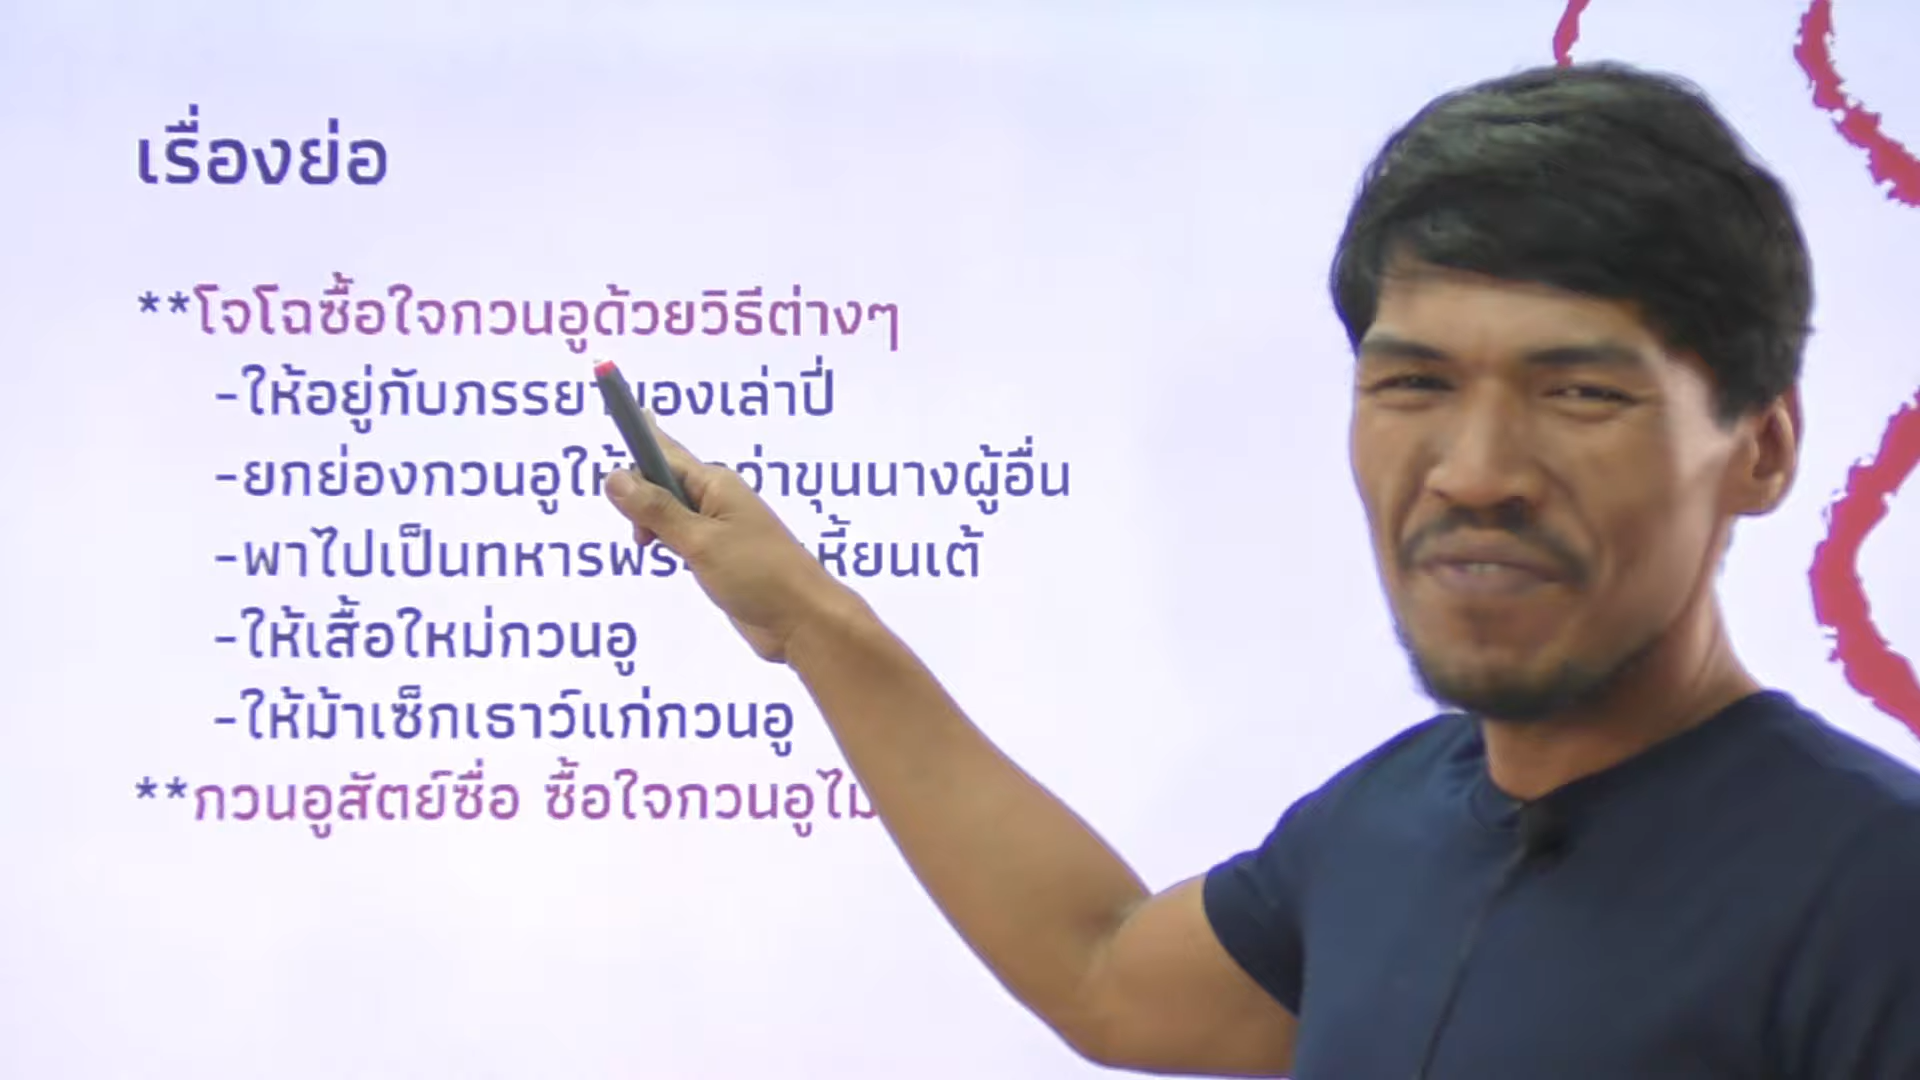 เรื่องย่อ
**โจโฉซื้อใจกวนอูด้วยวิธีต่างๆ
-ให้อยู่กับภรรยาของเล่าปี่
-ยกย่องกวนอูให้ ว่าขุนนางผู้อื่น
-พาไปเป็นทหาร เหี้ยนเต้
-ให้เสื้อใหม่กวนอู
-ให้ม้าเซ็กเธาว์แก่กวนอู
**กวนอูสัตย์ซื่อ ซื้อใจกวนอู